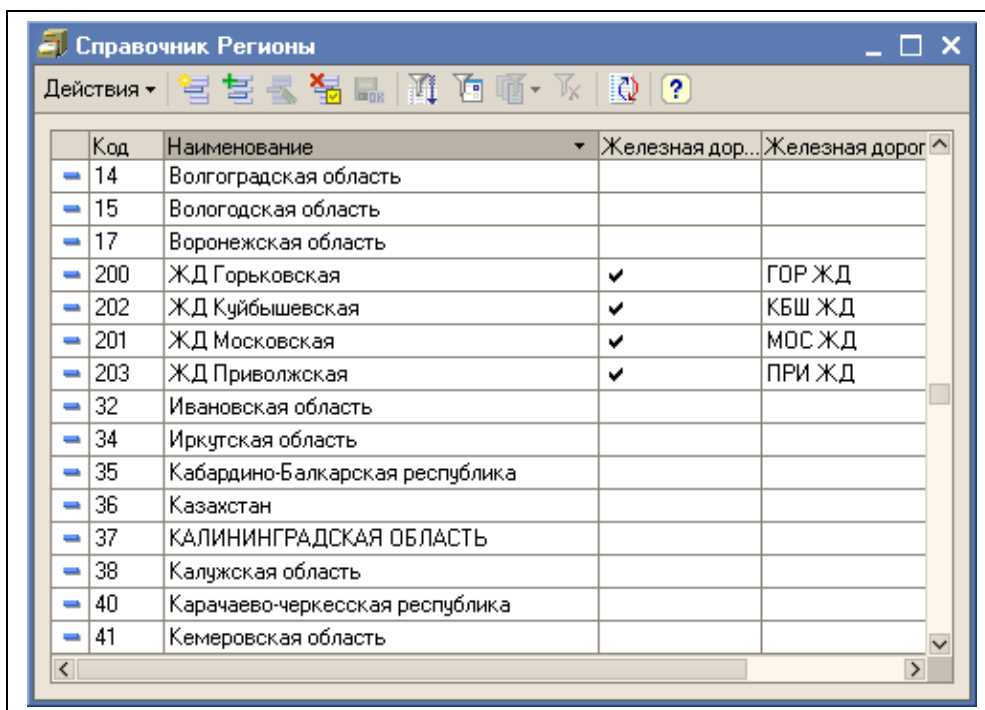 Справочник Регионы
Действия
Код Наименование Железная дор... Железная дорог
14 Волгоградская область
15 Вологодская область
17 Воронежская область
200 ЖД Горьковская ГОР ЖД
202 ЖД Куйбышевская КБШ ЖД
201 ЖД Московская МОС ЖД
203 ЖД Приволжская ПРИ ЖД
32 Ивановская область
34 Иркутская область
35 Кабардино-Балкарская республика
36 Казахстан
37 КАЛИНИНГРАДСКАЯ ОБЛАСТЬ
38 Калужская область
40 Карачаево-черкесская республика
41 Кемеровская область